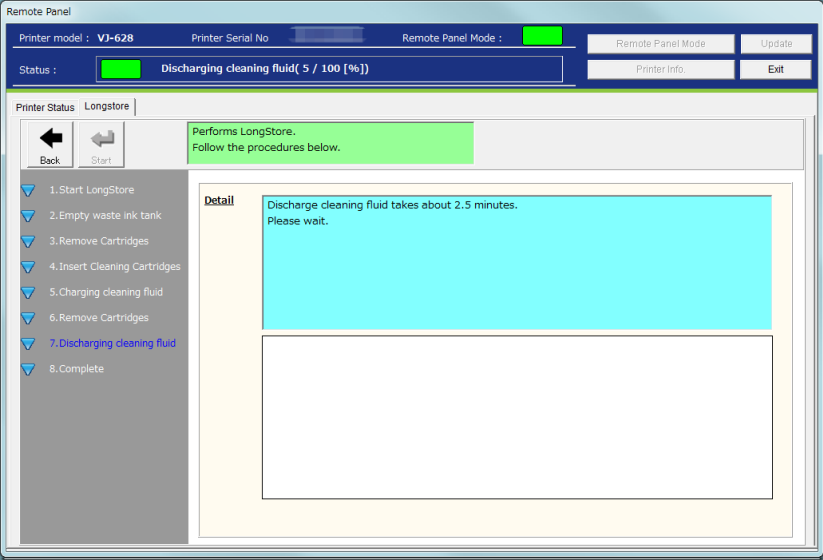 Remote Panel
Printer model : VJ-628 Printer Serial No Remote Panel Mode :
Remote Panel Mode Update
Status : Discharging cleaning fluid( 5 / 100 [%])
Printer Info. Exit
Printer Status Longstore
Back Start
Performs LongStore.
Follow the procedures below.
1.Start LongStore
2.Empty waste ink tank
3.Remove Cartridges
4.Insert Cleaning Cartridges
5.Charging cleaning fluid
6.Remove Cartridges
7.Discharging cleaning fluid
8.Complete
Detail
Discharge cleaning fluid takes about 2.5 minutes.
Please wait.